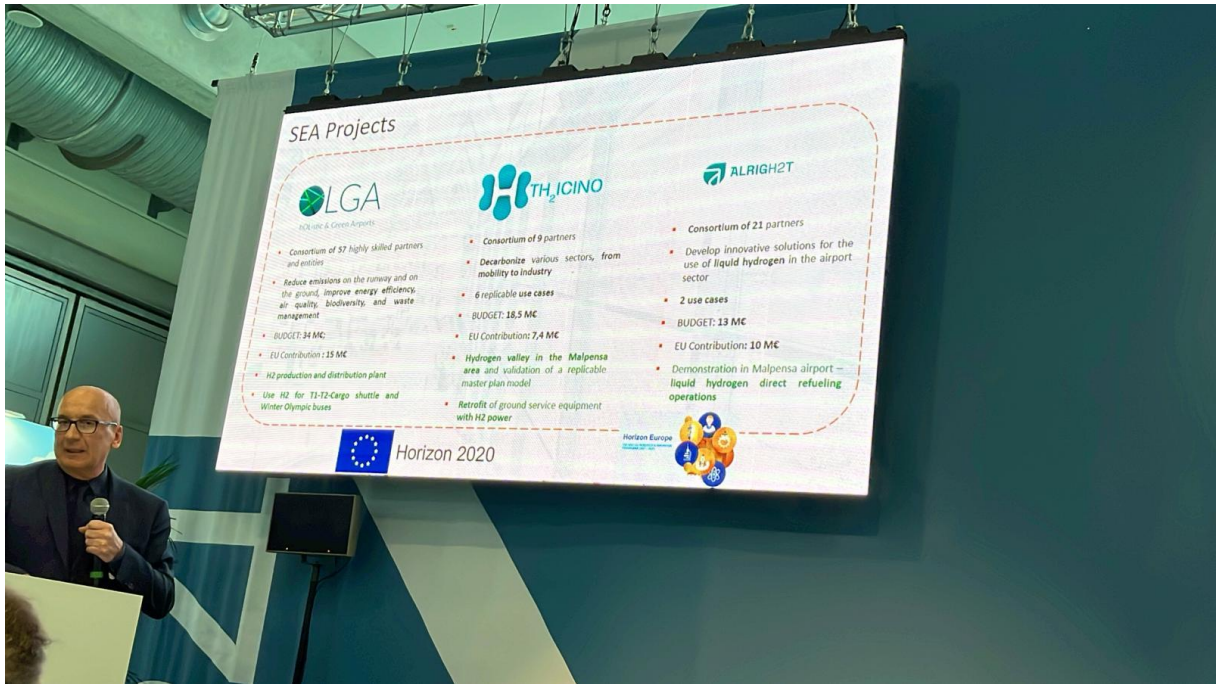 SEA Projects
OLGA
hOListic & Green Airports
• Consortium of 57 highly skilled partners
and entities
• Reduce emissions on the runway and on
the ground, improve energy efficiency,
air quality, biodiversity, and waste
management
• BUDGET: 34 M€;
• EU Contribution : 15 M€
• H2 production and distribution plant
• Use H2 for T1-T2-Cargo shuttle and
Winter Olympic buses
TH2ICINO
• Consortium of 9 partners
• Decarbonize various sectors, from
mobility to industry
• 6 replicable use cases
• BUDGET: 18,5 M€
• EU Contribution: 7,4 M€
• Hydrogen valley in the Malpensa
area and validation of a replicable
master plan model
• Retrofit of ground service equipment
with H2 power
ALRIGH2T
• Consortium of 21 partners
• Develop innovative solutions for the
use of liquid hydrogen in the airport
sector
• 2 use cases
• BUDGET: 13 M€
• EU Contribution: 10 M€
• Demonstration in Malpensa airport –
liquid hydrogen direct refueling
operations
Horizon 2020
Horizon Europe